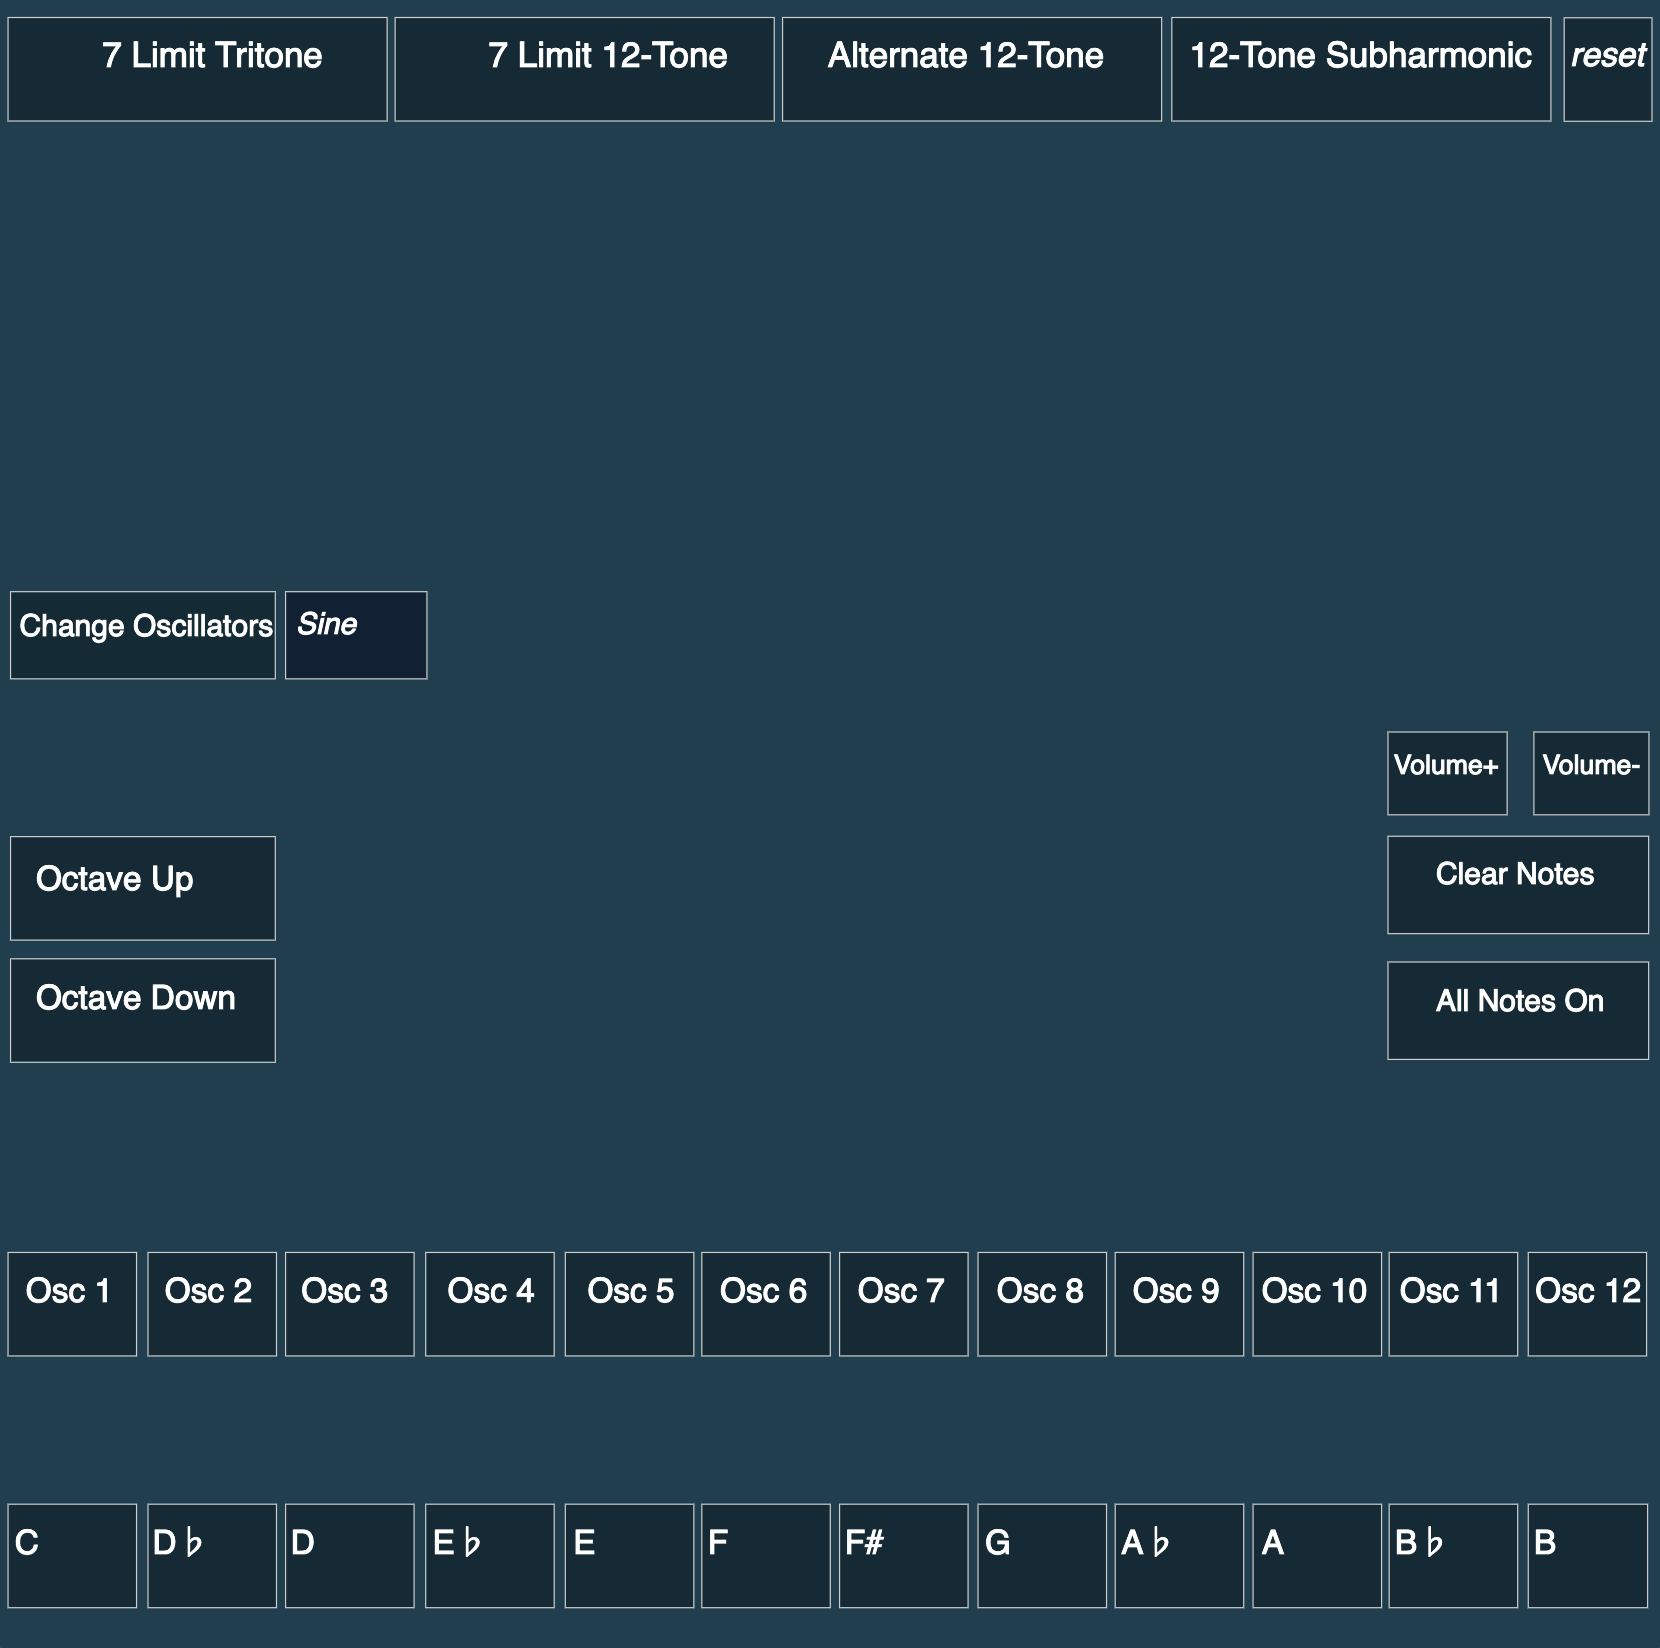 7 Limit Tritone
7 Limit 12-Tone
Alternate 12-Tone
12-Tone Subharmonic
reset
Change Oscillators
Sine
Volume+
Volume-
Octave Up
Clear Notes
Octave Down
All Notes On
Osc 1
Osc 2
Osc 3
Osc 4
Osc 5
Osc 6
Osc 7
Osc 8
Osc 9
Osc 10
Osc 11
Osc 12
C
D♭
D
E♭
E
F
F#
G
A♭
A
B♭
B